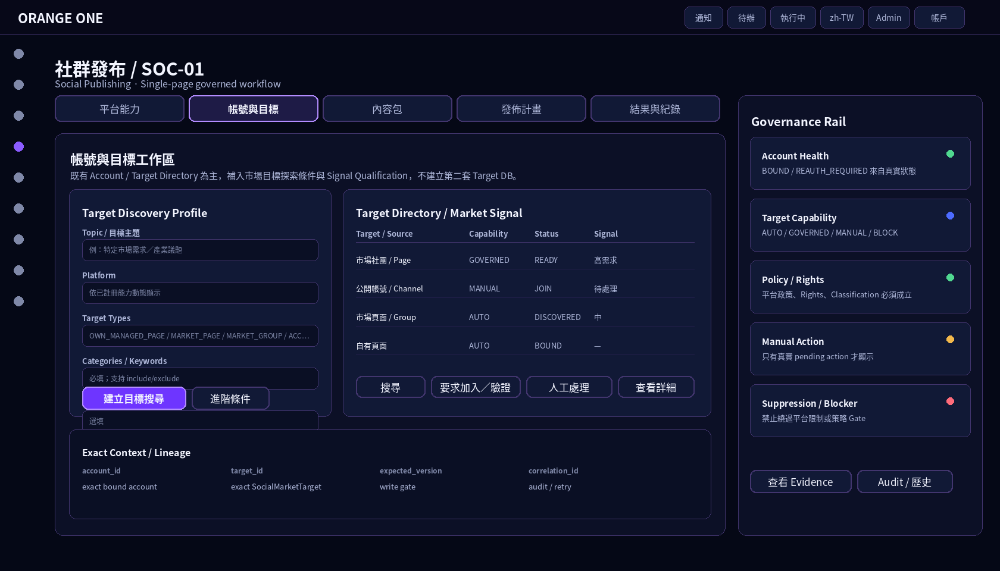 ORANGE ONE
通知
待辦
執行中
zh-TW
Admin
帳戶
社群發布 / SOC-01
Social Publishing · Single-page governed workflow
平台能力
帳號與目標
內容包
發佈計畫
結果與紀錄
帳號與目標工作區
既有 Account / Target Directory 為主，補入市場目標探索條件與 Signal Qualification，不建立第二套 Target DB。
Target Discovery Profile
Topic / 目標主題
例：特定市場需求／產業議題
Platform
依已註冊能力動態顯示
Target Types
OWN_MANAGED_PAGE / MARKET_PAGE / MARKET_GROUP / ACC…
Categories / Keywords
必填；支持 include/exclude
建立目標搜尋
進階條件
選填
Target Directory / Market Signal
Target / Source Capability Status Signal
市場社團 / Page GOVERNED READY 高需求
公開帳號 / Channel MANUAL JOIN 待處理
市場頁面 / Group AUTO DISCOVERED 中
自有頁面 AUTO BOUND —
搜尋
要求加入／驗證
人工處理
查看詳細
Exact Context / Lineage
account_id target_id expected_version correlation_id
exact bound account exact SocialMarketTarget write gate audit / retry
Governance Rail
Account Health
BOUND / REAUTH_REQUIRED 來自真實狀態
Target Capability
AUTO / GOVERNED / MANUAL / BLOCK
Policy / Rights
平台政策、Rights、Classification 必須成立
Manual Action
只有真實 pending action 才顯示
Suppression / Blocker
禁止繞過平台限制或策略 Gate
查看 Evidence
Audit / 歷史